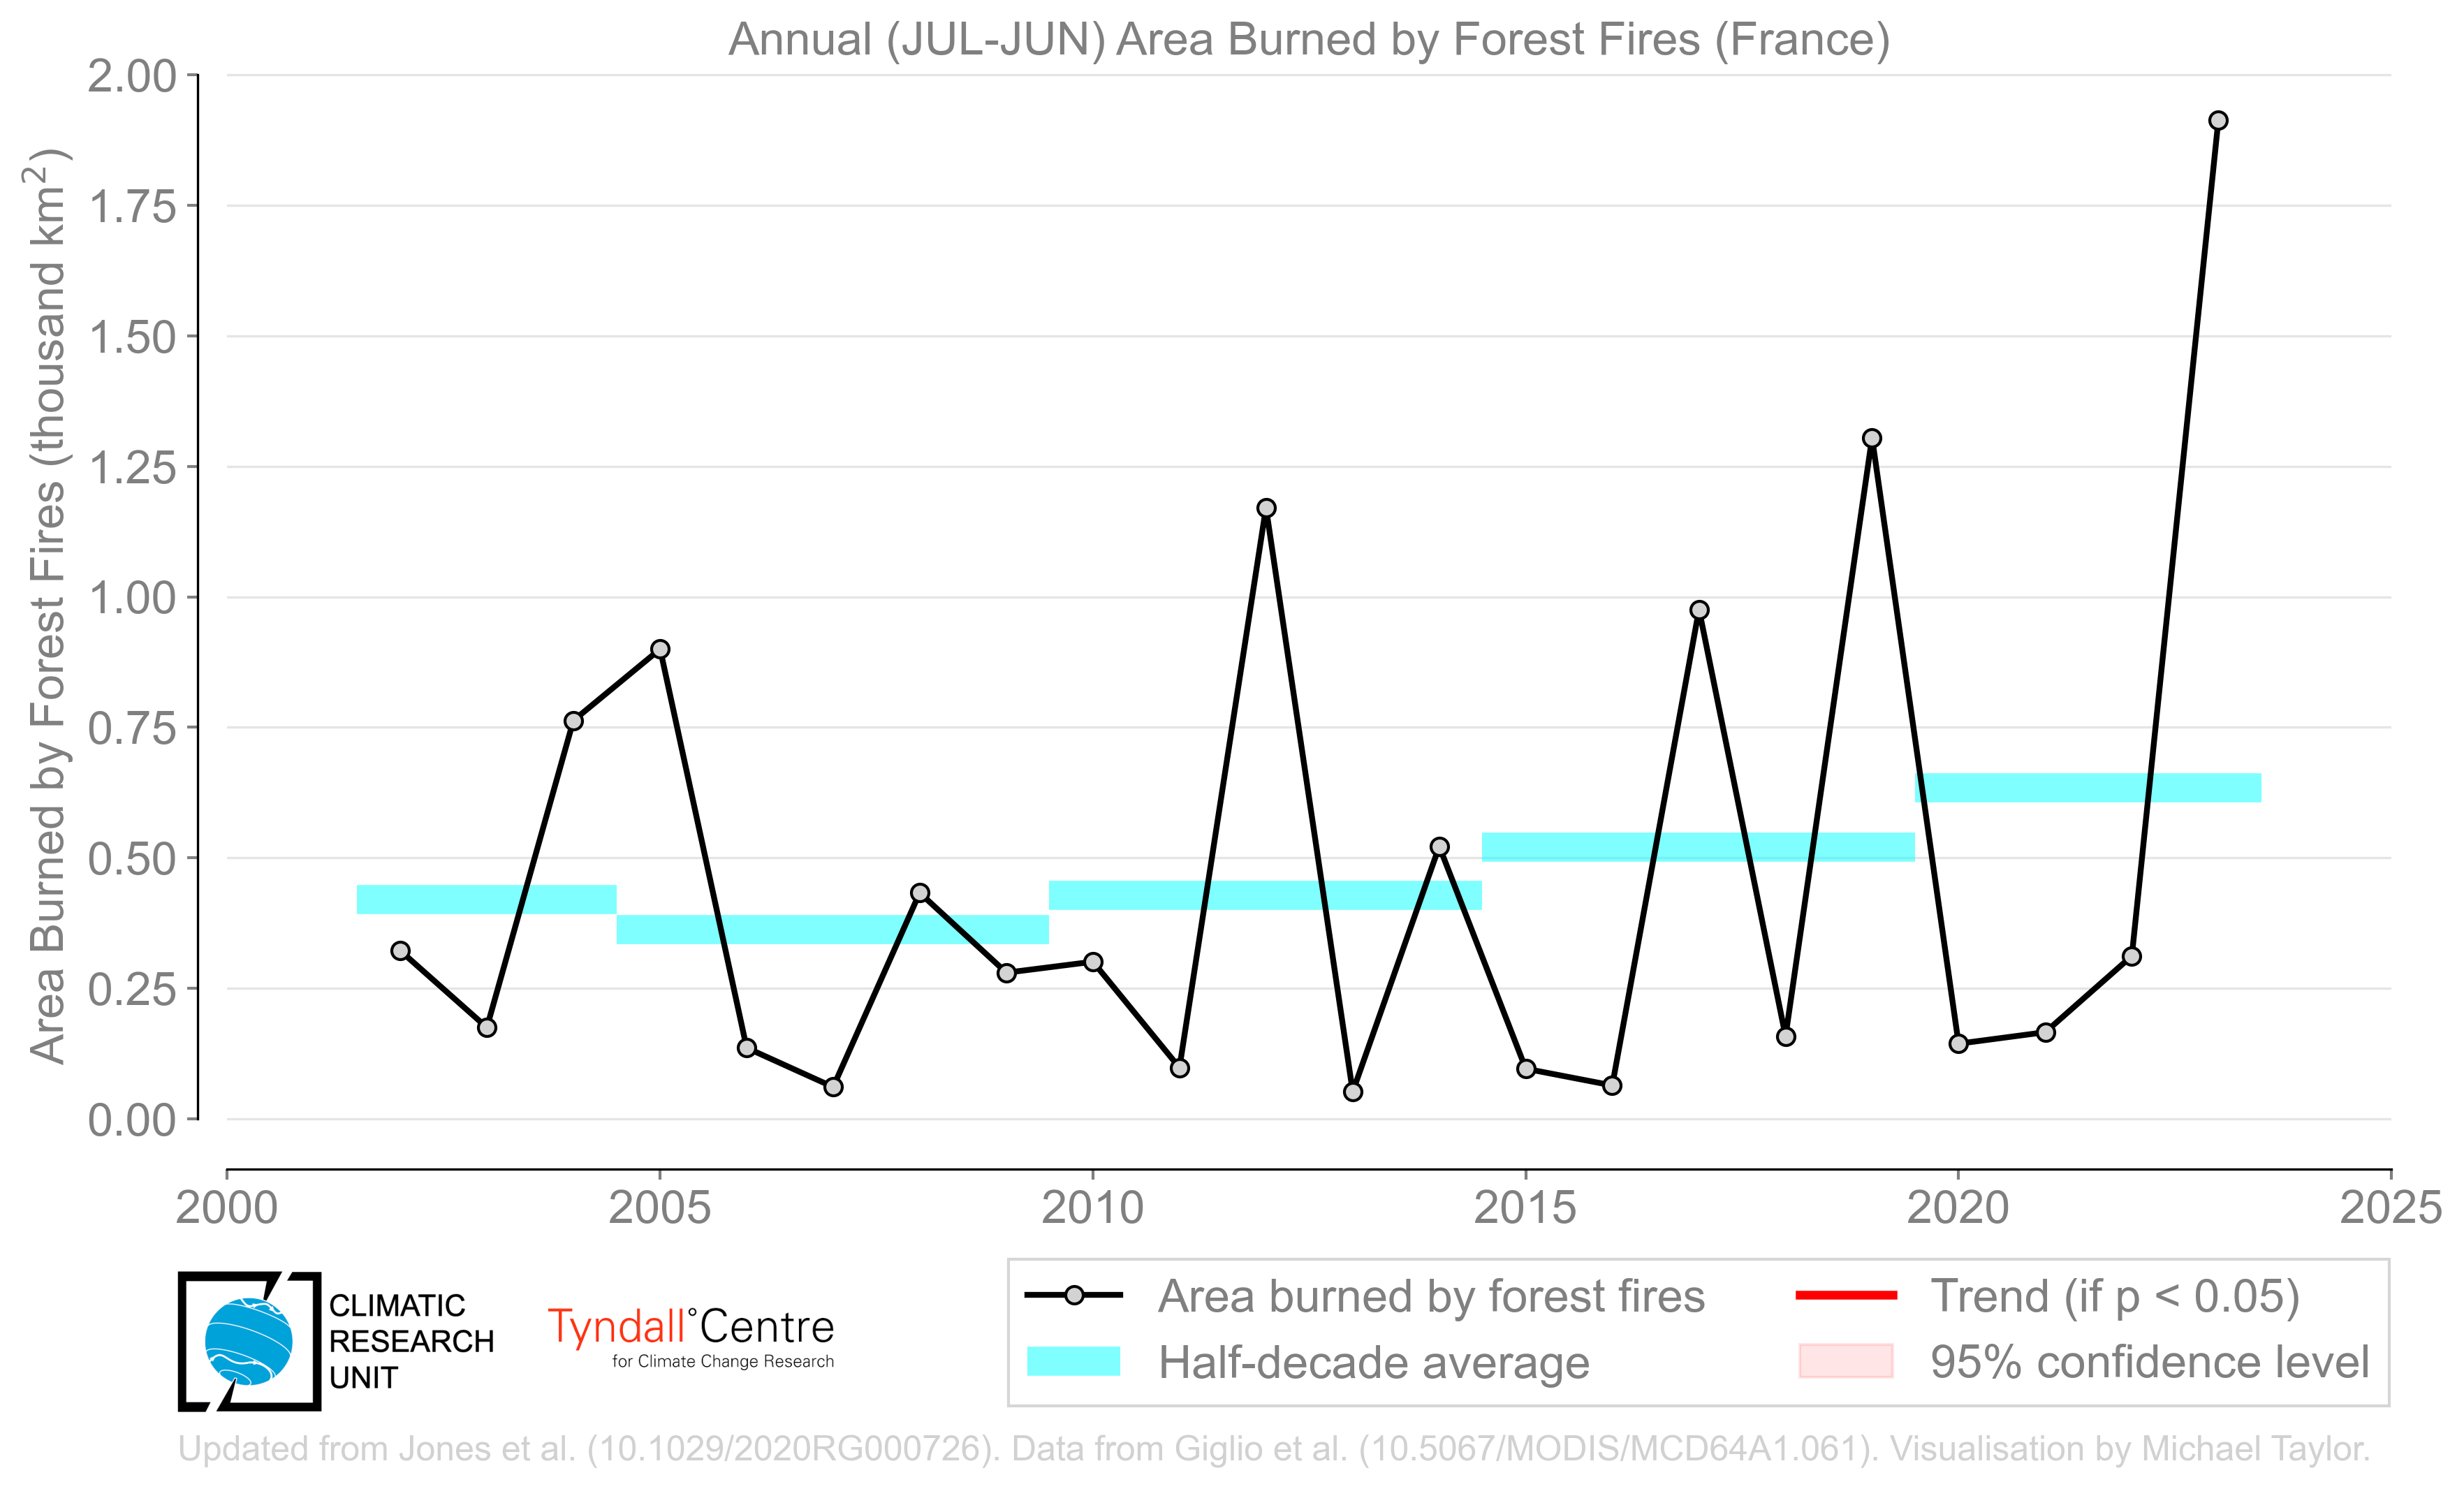 Annual (JUL-JUN) Area Burned by Forest Fires (France)
Area Burned by Forest Fires (thousand km²)
2.00
1.75
1.50
1.25
1.00
0.75
0.50
0.25
0.00
2000 2005 2010 2015 2020 2025
CLIMATIC
RESEARCH
UNIT
Tyndall°Centre
for Climate Change Research
Area burned by forest fires
Half-decade average
Trend (if p < 0.05)
95% confidence level
Updated from Jones et al. (10.1029/2020RG000726). Data from Giglio et al. (10.5067/MODIS/MCD64A1.061). Visualisation by Michael Taylor.